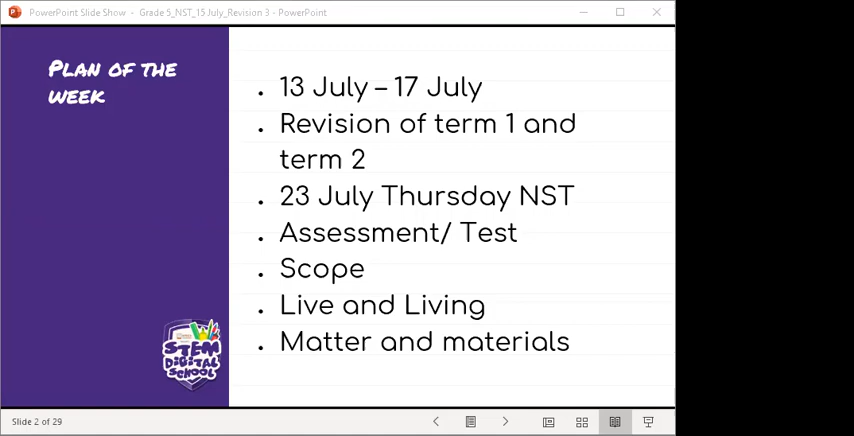 PowerPoint Slide Show - Grade 5_NST_15 July_Revision 3 - PowerPoint
PLAN OF THE
WEEK
• 13 July – 17 July
• Revision of term 1 and
term 2
• 23 July Thursday NST
• Assessment/ Test
• Scope
• Live and Living
• Matter and materials
STEM
DIGITAL
SCHOOL
Slide 2 of 29